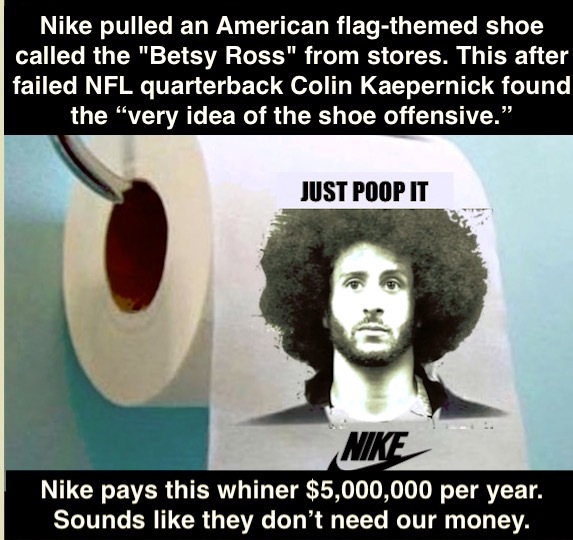 Nike pulled an American flag-themed shoe
called the "Betsy Ross" from stores. This after
failed NFL quarterback Colin Kaepernick found
the “very idea of the shoe offensive.”
JUST POOP IT
NIKE
Nike pays this whiner $5,000,000 per year.
Sounds like they don’t need our money.